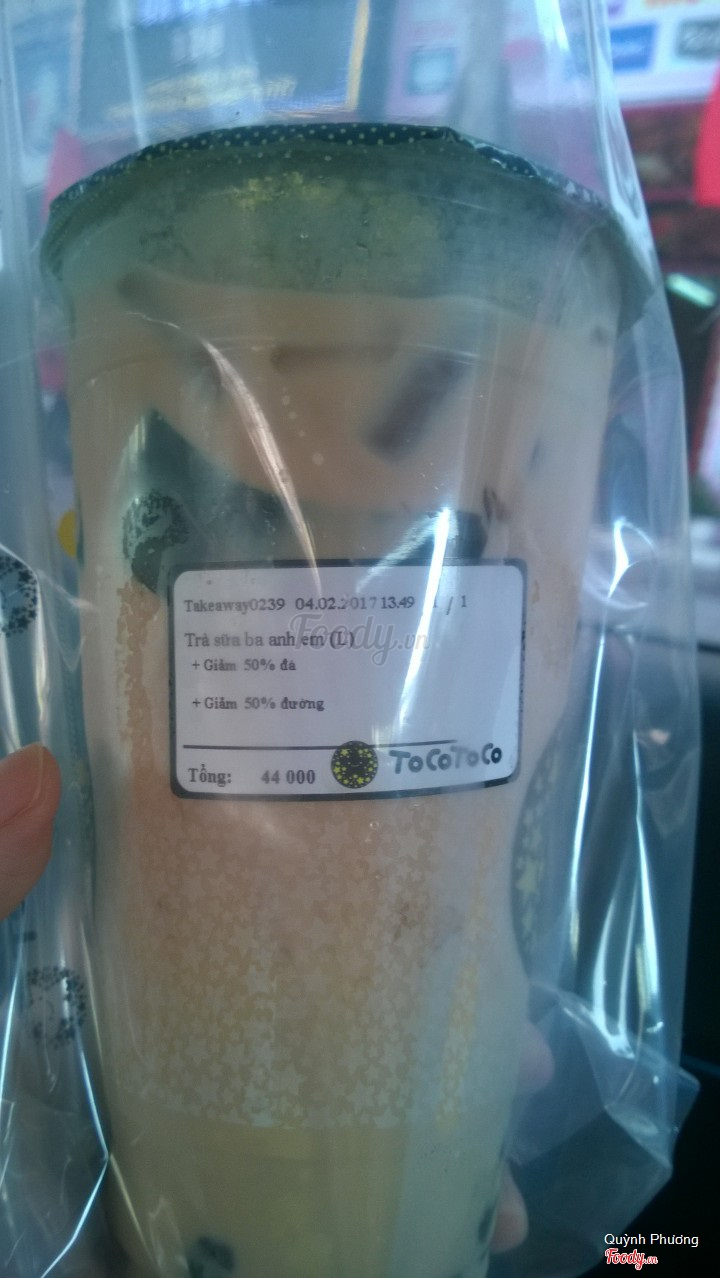 Takeaway0239 04.02.2017 13.49 1 / 1
Trà sữa ba anh em (L)
+ Giảm 50% đá
+ Giảm 50% đường
Tổng: 44 000 ToCoToCo
Foody.vn
Quỳnh Phương
Foody.vn